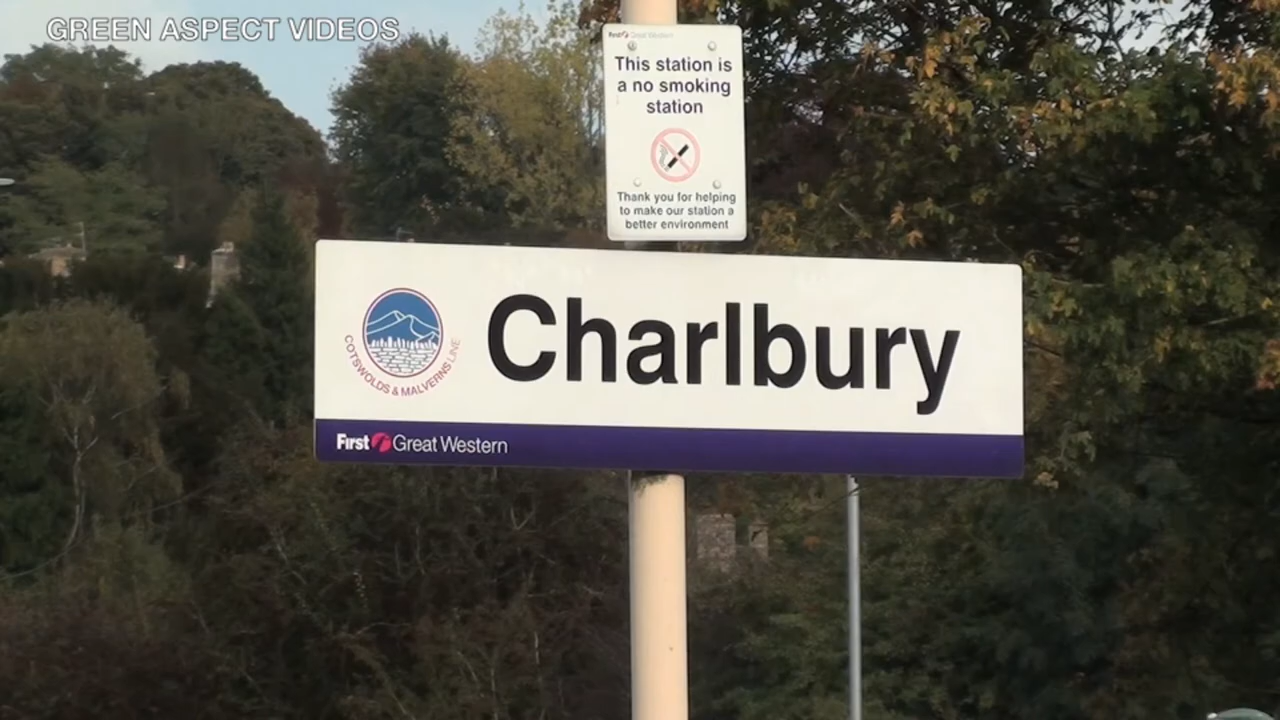 GREEN ASPECT VIDEOS
First Great Western
This station is
a no smoking
station
Thank you for helping
to make our station a
better environment
Charlbury
COTSWOLDS & MALVERNS LINE
First Great Western